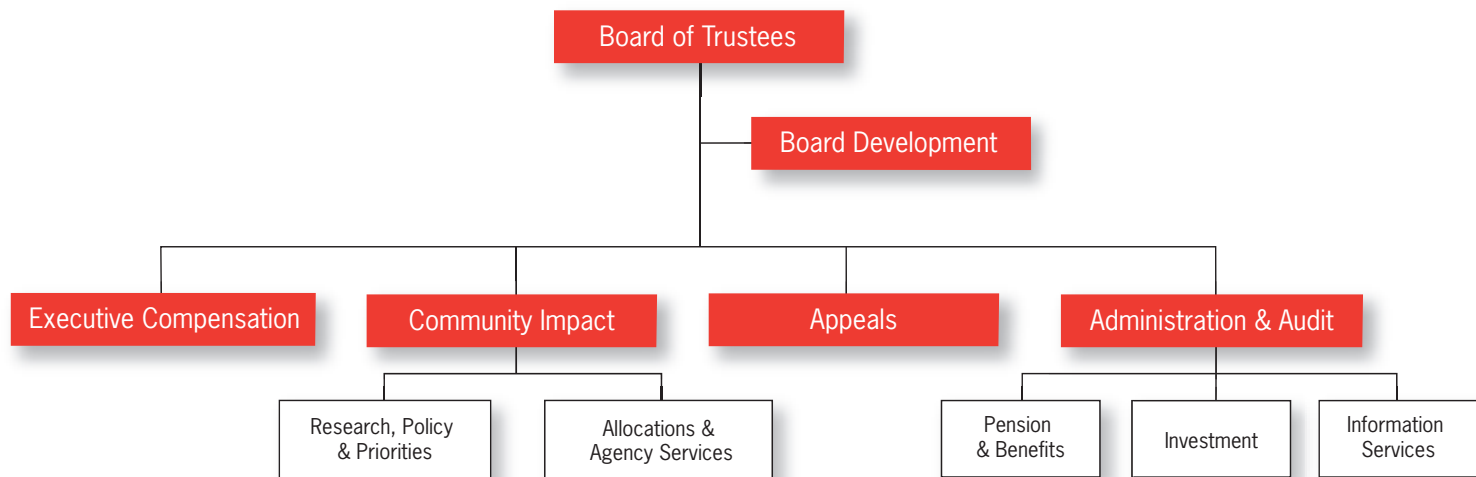 Board of Trustees
Board Development
Executive Compensation
Community Impact
Appeals
Administration & Audit
Research, Policy
& Priorities
Allocations &
Agency Services
Pension
& Benefits
Investment
Information
Services